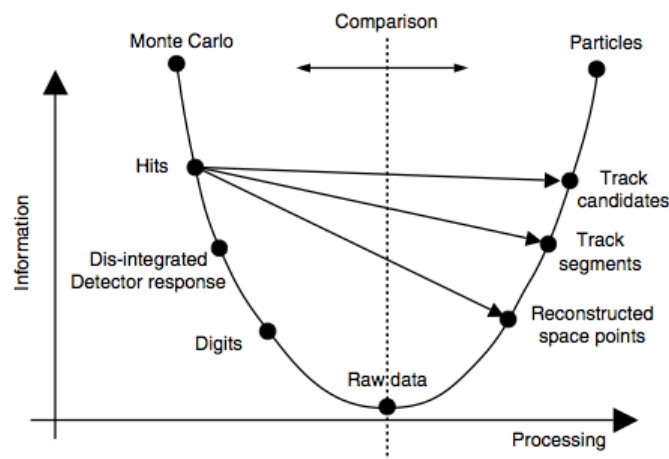 Comparison
Monte Carlo
Particles
Hits
Track
candidates
Information
Dis-integrated
Detector response
Track
segments
Digits
Reconstructed
space points
Raw data
Processing